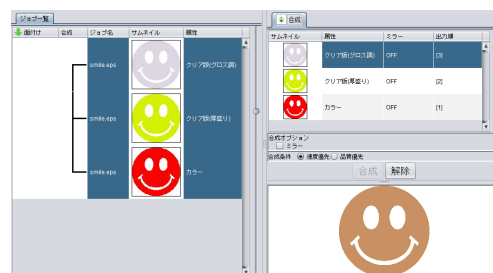 ジョブ一覧
面付け 合成 ジョブ名 サムネイル 属性
smile.eps クリア版(グロス調)
smile.eps クリア版(厚盛り)
smile.eps カラー
合成
サムネイル 属性 ミラー 出力順
クリア版(グロス調) OFF [3]
クリア版(厚盛り) OFF [2]
カラー OFF [1]
合成オプション
ミラー
合成条件 速度優先 品質優先
合成 解除